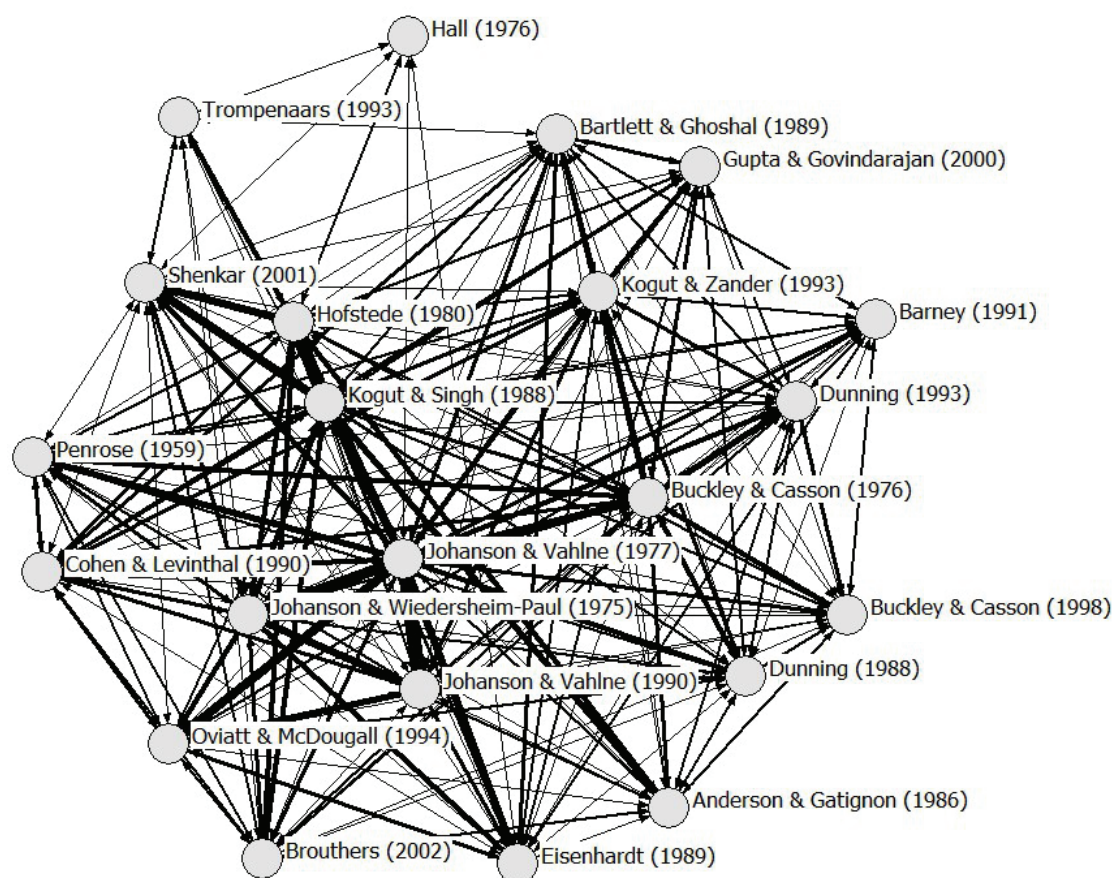 Hall (1976)
Trompenaars (1993)
Bartlett & Ghoshal (1989)
Gupta & Govindarajan (2000)
Shenkar (2001)
Kogut & Zander (1993)
Hofstede (1980)
Barney (1991)
Kogut & Singh (1988)
Dunning (1993)
Penrose (1959)
Buckley & Casson (1976)
Johanson & Vahlne (1977)
Cohen & Levinthal (1990)
Johanson & Wiedersheim-Paul (1975)
Buckley & Casson (1998)
Dunning (1988)
Johanson & Vahlne (1990)
Oviatt & McDougall (1994)
Anderson & Gatignon (1986)
Brouthers (2002)
Eisenhardt (1989)